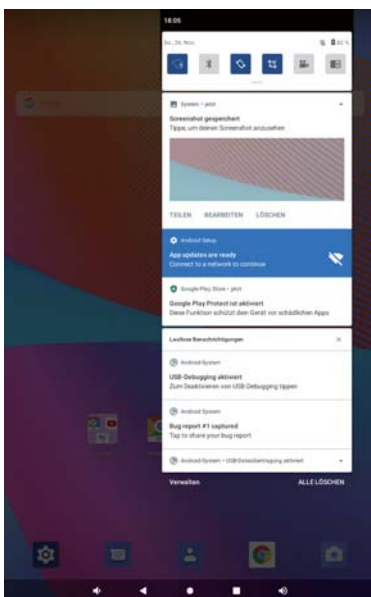 18:05
So., 26. Nov.
82 %
System • jetzt
Screenshot gespeichert
Tippe, um deinen Screenshot anzusehen
TEILEN BEARBEITEN LÖSCHEN
Android Setup
App updates are ready
Connect to a network to continue
Google Play Store • jetzt
Google Play Protect ist aktiviert
Diese Funktion schützt dein Gerät vor schädlichen Apps
Lautlose Benachrichtigungen
Android-System
USB-Debugging aktiviert
Zum Deaktivieren von USB-Debugging tippen
Android-System
Bug report #1 captured
Tap to share your bug report
Android-System • USB-Dateiübertragung aktiviert
Verwalten ALLE LÖSCHEN